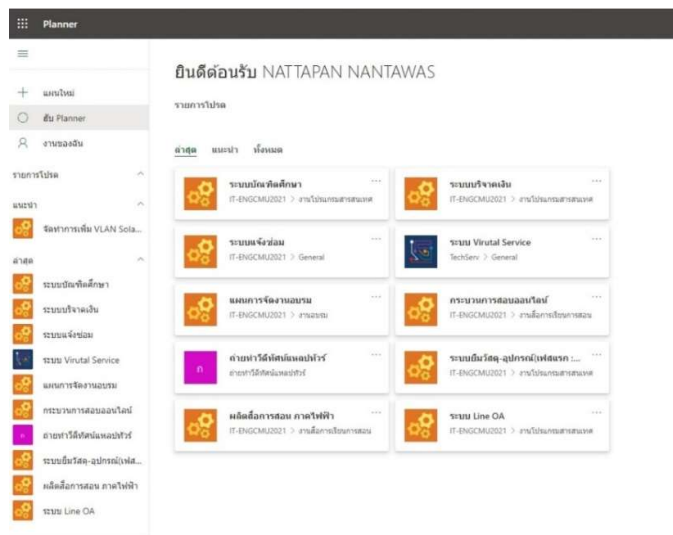 Planner
แผนใหม่
ฮับ Planner
งานของฉัน
รายการโปรด
แนะนำ
จัดทำการเพิ่ม VLAN Sola...
ล่าสุด
ระบบบัณฑิตศึกษา
ระบบบริจาคเงิน
ระบบแจ้งซ่อม
ระบบ Virutal Service
แผนการจัดงานอบรม
กระบวนการสอบออนไลน์
ก
ถ่ายทำวีดิทัศน์แหลปทัวร์
ระบบยืมวัสดุ-อุปกรณ์(เฟส...
ผลิตสื่อการสอน ภาคไฟฟ้า
ระบบ Line OA
ยินดีต้อนรับ NATTAPAN NANTAWAS
รายการโปรด
ล่าสุด แนะนำ ทั้งหมด
ระบบบัณฑิตศึกษา
IT-ENGCMU2021 > งานโปรแกรมสารสนเทศ
ระบบบริจาคเงิน
IT-ENGCMU2021 > งานโปรแกรมสารสนเทศ
ระบบแจ้งซ่อม
IT-ENGCMU2021 > General
ระบบ Virutal Service
TechServ > General
แผนการจัดงานอบรม
IT-ENGCMU2021 > งานอบรม
กระบวนการสอบออนไลน์
IT-ENGCMU2021 > งานสื่อการเรียนการสอน
ก
ถ่ายทำวีดิทัศน์แหลปทัวร์
ถ่ายทำวีดิทัศน์แหลปทัวร์
ระบบยืมวัสดุ-อุปกรณ์(เฟสแรก :...
IT-ENGCMU2021 > งานโปรแกรมสารสนเทศ
ผลิตสื่อการสอน ภาคไฟฟ้า
IT-ENGCMU2021 > งานสื่อการเรียนการสอน
ระบบ Line OA
IT-ENGCMU2021 > งานโปรแกรมสารสนเทศ